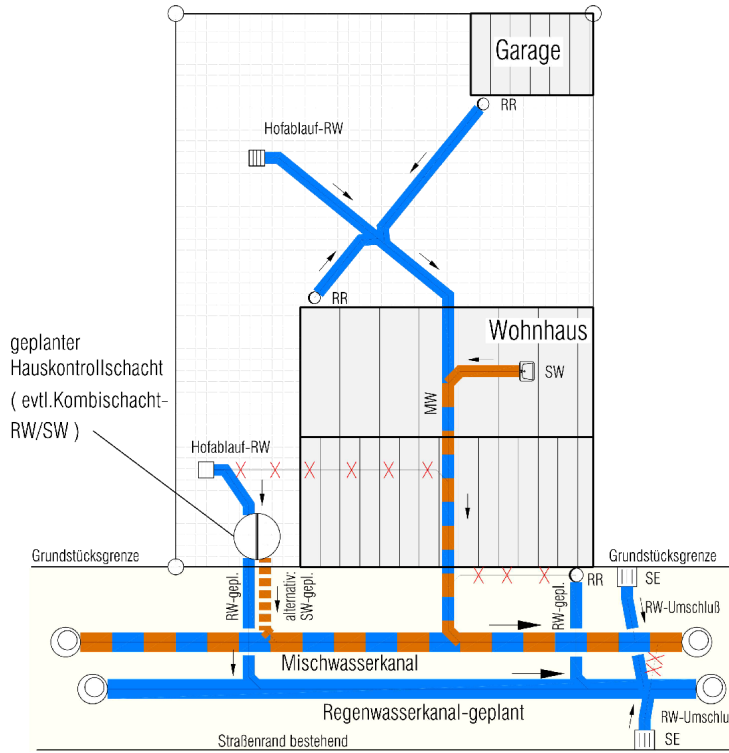 Garage
RR
Hofablauf-RW
RR
Wohnhaus
SW
MW
geplanter
Hauskontrollschacht
( evtl.Kombischacht-
RW/SW )
Hofablauf-RW
Grundstücksgrenze
Grundstücksgrenze
RW-gepl.
alternativ:
SW-gepl.
RW-gepl.
RR
SE
RW-Umschluß
Mischwasserkanal
Regenwasserkanal-geplant
RW-Umschlu
SE
Straßenrand bestehend